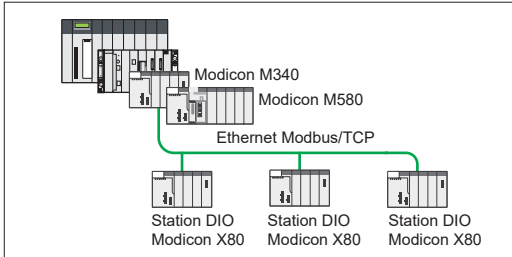 Modicon M340
Modicon M580
Ethernet Modbus/TCP
Station DIO
Modicon X80
Station DIO
Modicon X80
Station DIO
Modicon X80